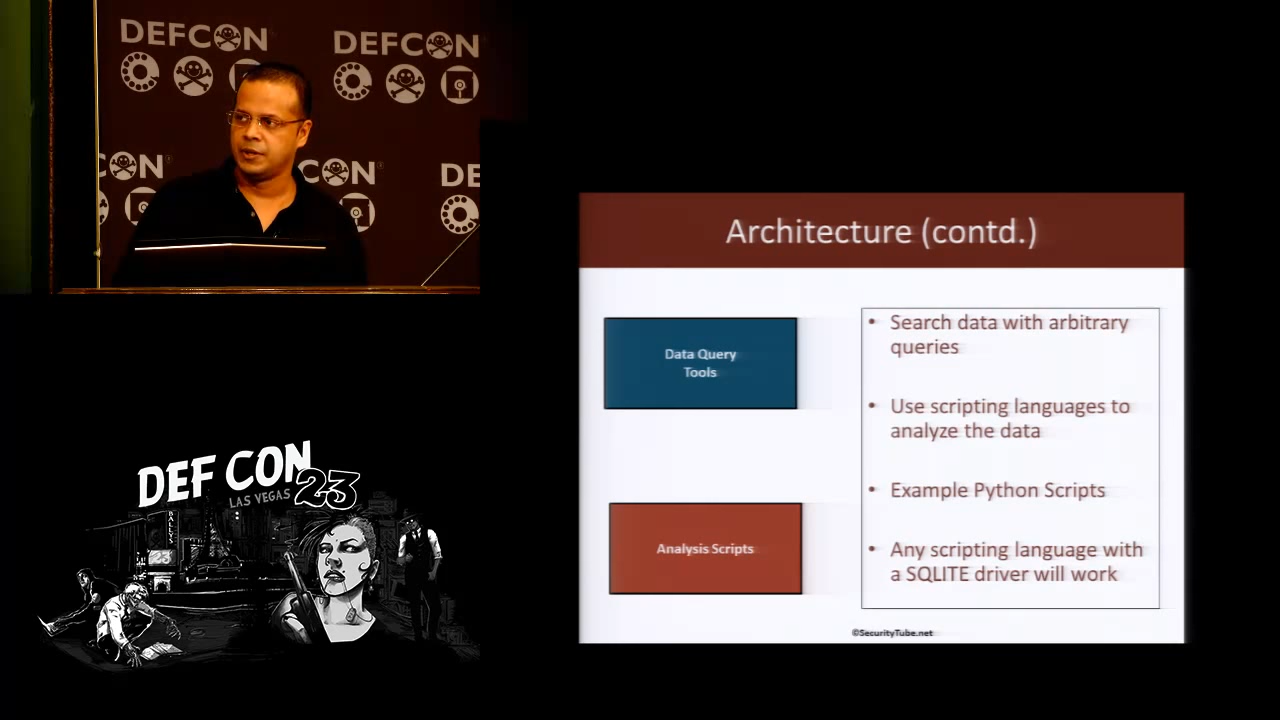 DEFCON
DEFCON
CON
CON
DE
Architecture (contd.)
Data Query
Tools
Analysis Scripts
• Search data with arbitrary
queries
• Use scripting languages to
analyze the data
• Example Python Scripts
• Any scripting language with
a SQLITE driver will work
©SecurityTube.net
DEF CON
LAS VEGAS 23
BALLYS
23